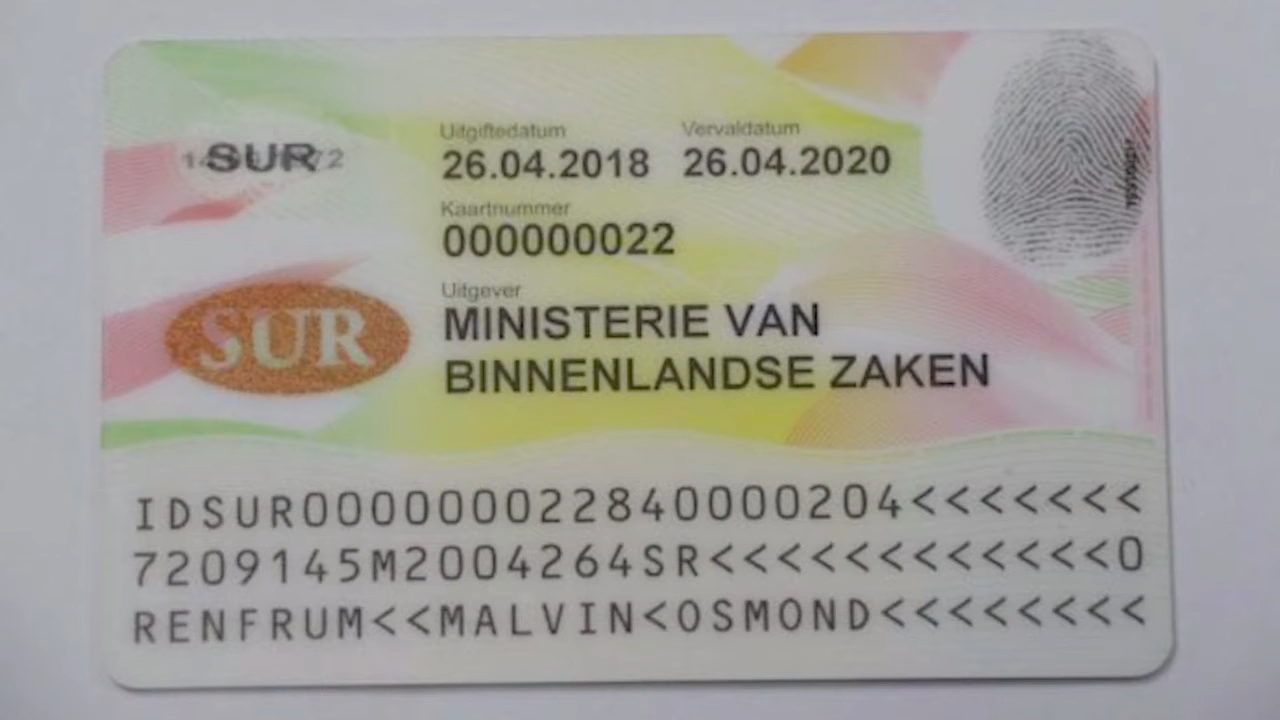 SUR
Uitgiftedatum Vervaldatum
26.04.2018 26.04.2020
Kaartnummer
000000022
Uitgever
SUR
MINISTERIE VAN
BINNENLANDSE ZAKEN
IDSUR0000000022840000204<<<<<<<
7209145M2004264SR<<<<<<<<<<<<0
RENFRUM<<MALVIN<OSMOND<<<<<<<<